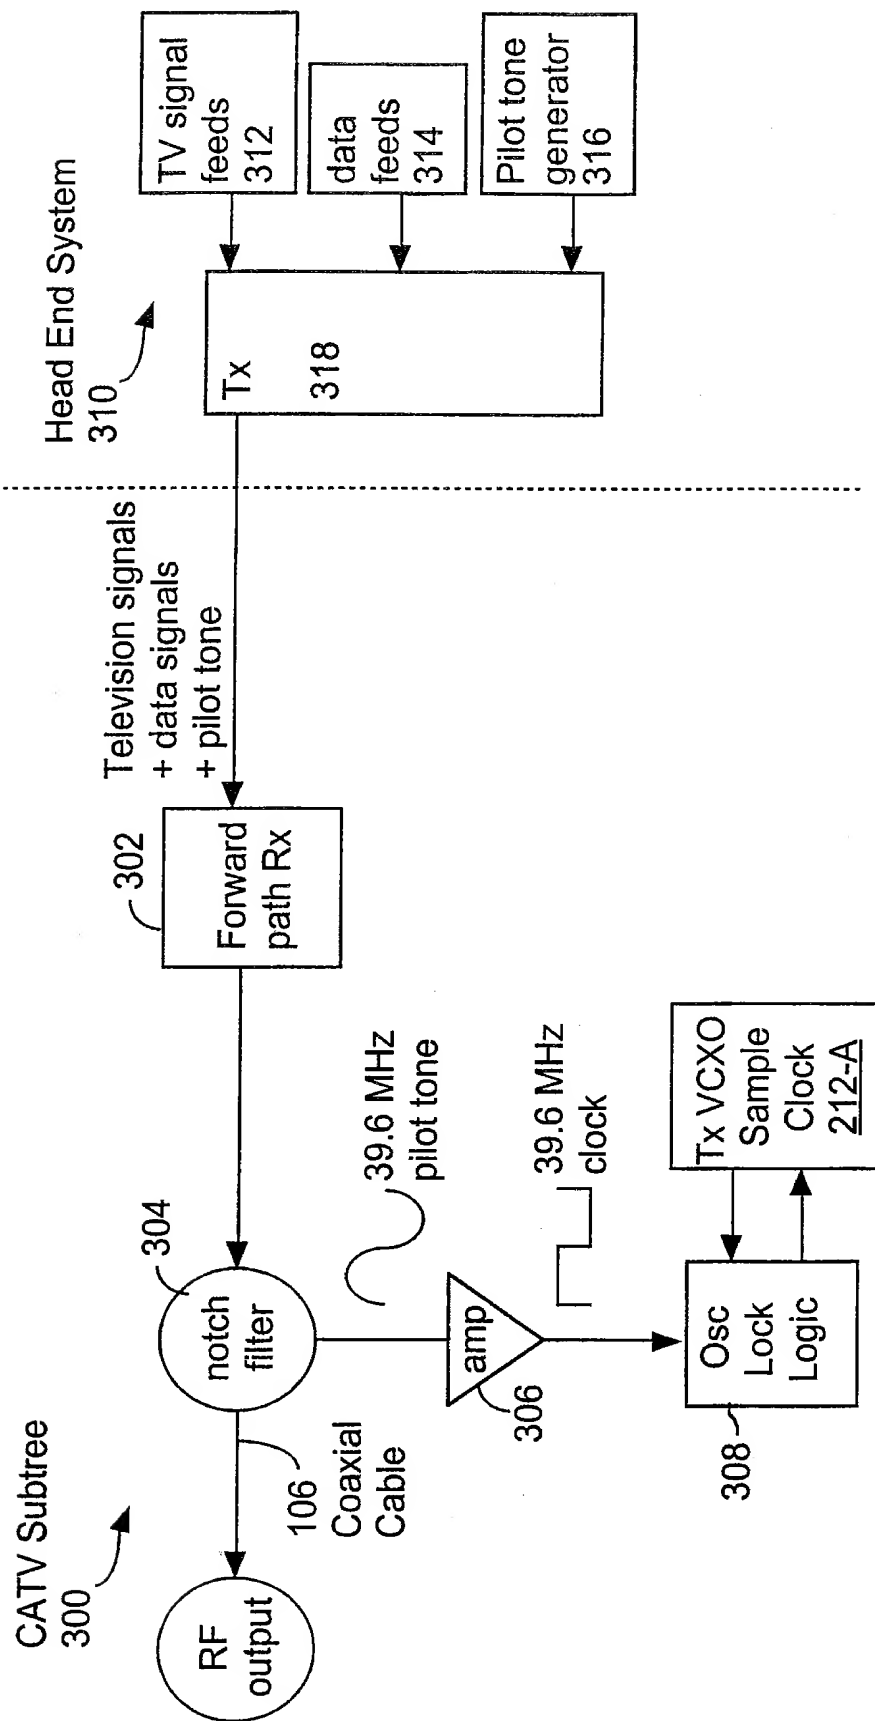 CATV Subtree
300
Head End System
310
RF
output
106
Coaxial
Cable
notch
filter
304
Forward
path Rx
302
Television signals
+ data signals
+ pilot tone
Tx
318
TV signal
feeds
312
data
feeds
314
Pilot tone
generator
316
39.6 MHz
pilot tone
amp
306
39.6 MHz
clock
Osc
Lock
Logic
308
Tx VCXO
Sample
Clock
212-A